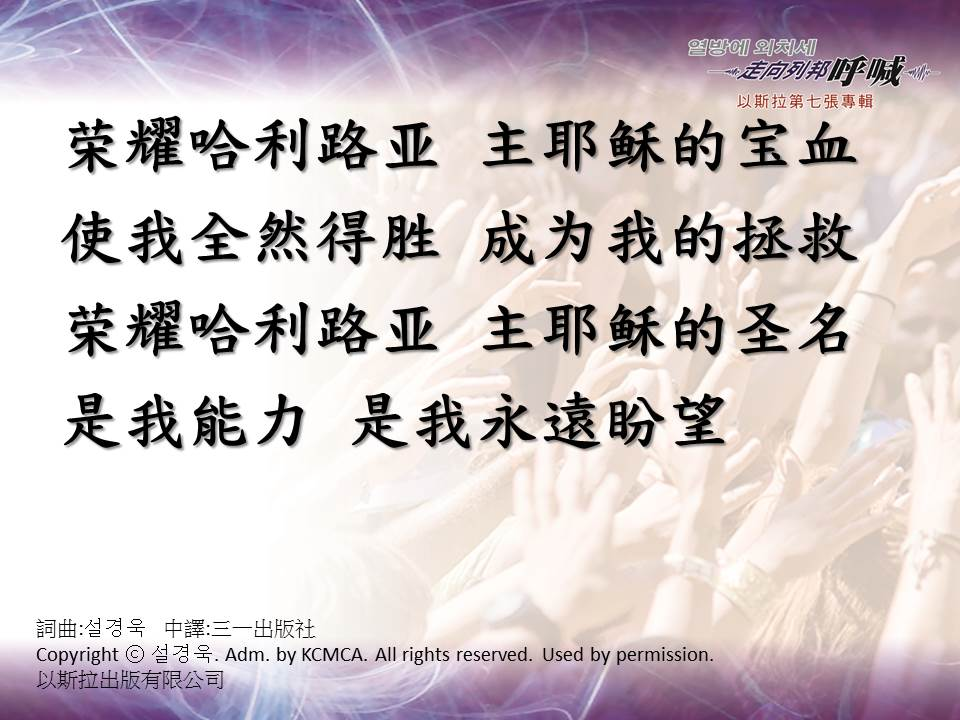 열방에 외치세
走向列邦呼喊
以斯拉第七張專輯
荣耀哈利路亚 主耶稣的宝血
使我全然得胜 成为我的拯救
荣耀哈利路亚 主耶稣的圣名
是我能力 是我永遠盼望
詞曲:설경욱 中譯:三一出版社
Copyright ⓒ 설경욱. Adm. by KCMCA. All rights reserved. Used by permission.
以斯拉出版有限公司